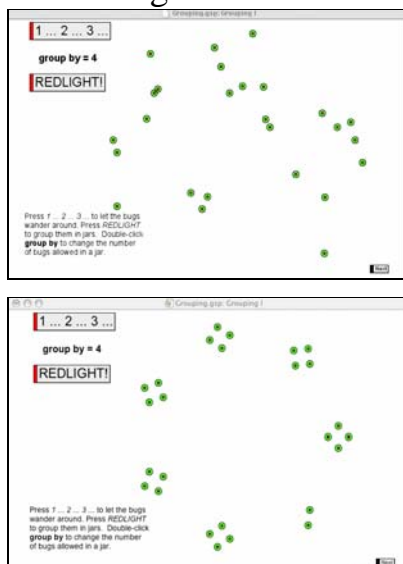 Grouping.gsp: Grouping I
1 ... 2 ... 3 ...
group by = 4
REDLIGHT!
Press 1 ... 2 ... 3 ... to let the bugs
wander around. Press REDLIGHT
to group them in jars. Double-click
group by to change the number
of bugs allowed in a jar.
Next
Grouping.gsp: Grouping I
1 ... 2 ... 3 ...
group by = 4
REDLIGHT!
Press 1 ... 2 ... 3 ... to let the bugs
wander around. Press REDLIGHT
to group them in jars. Double-click
group by to change the number
of bugs allowed in a jar.